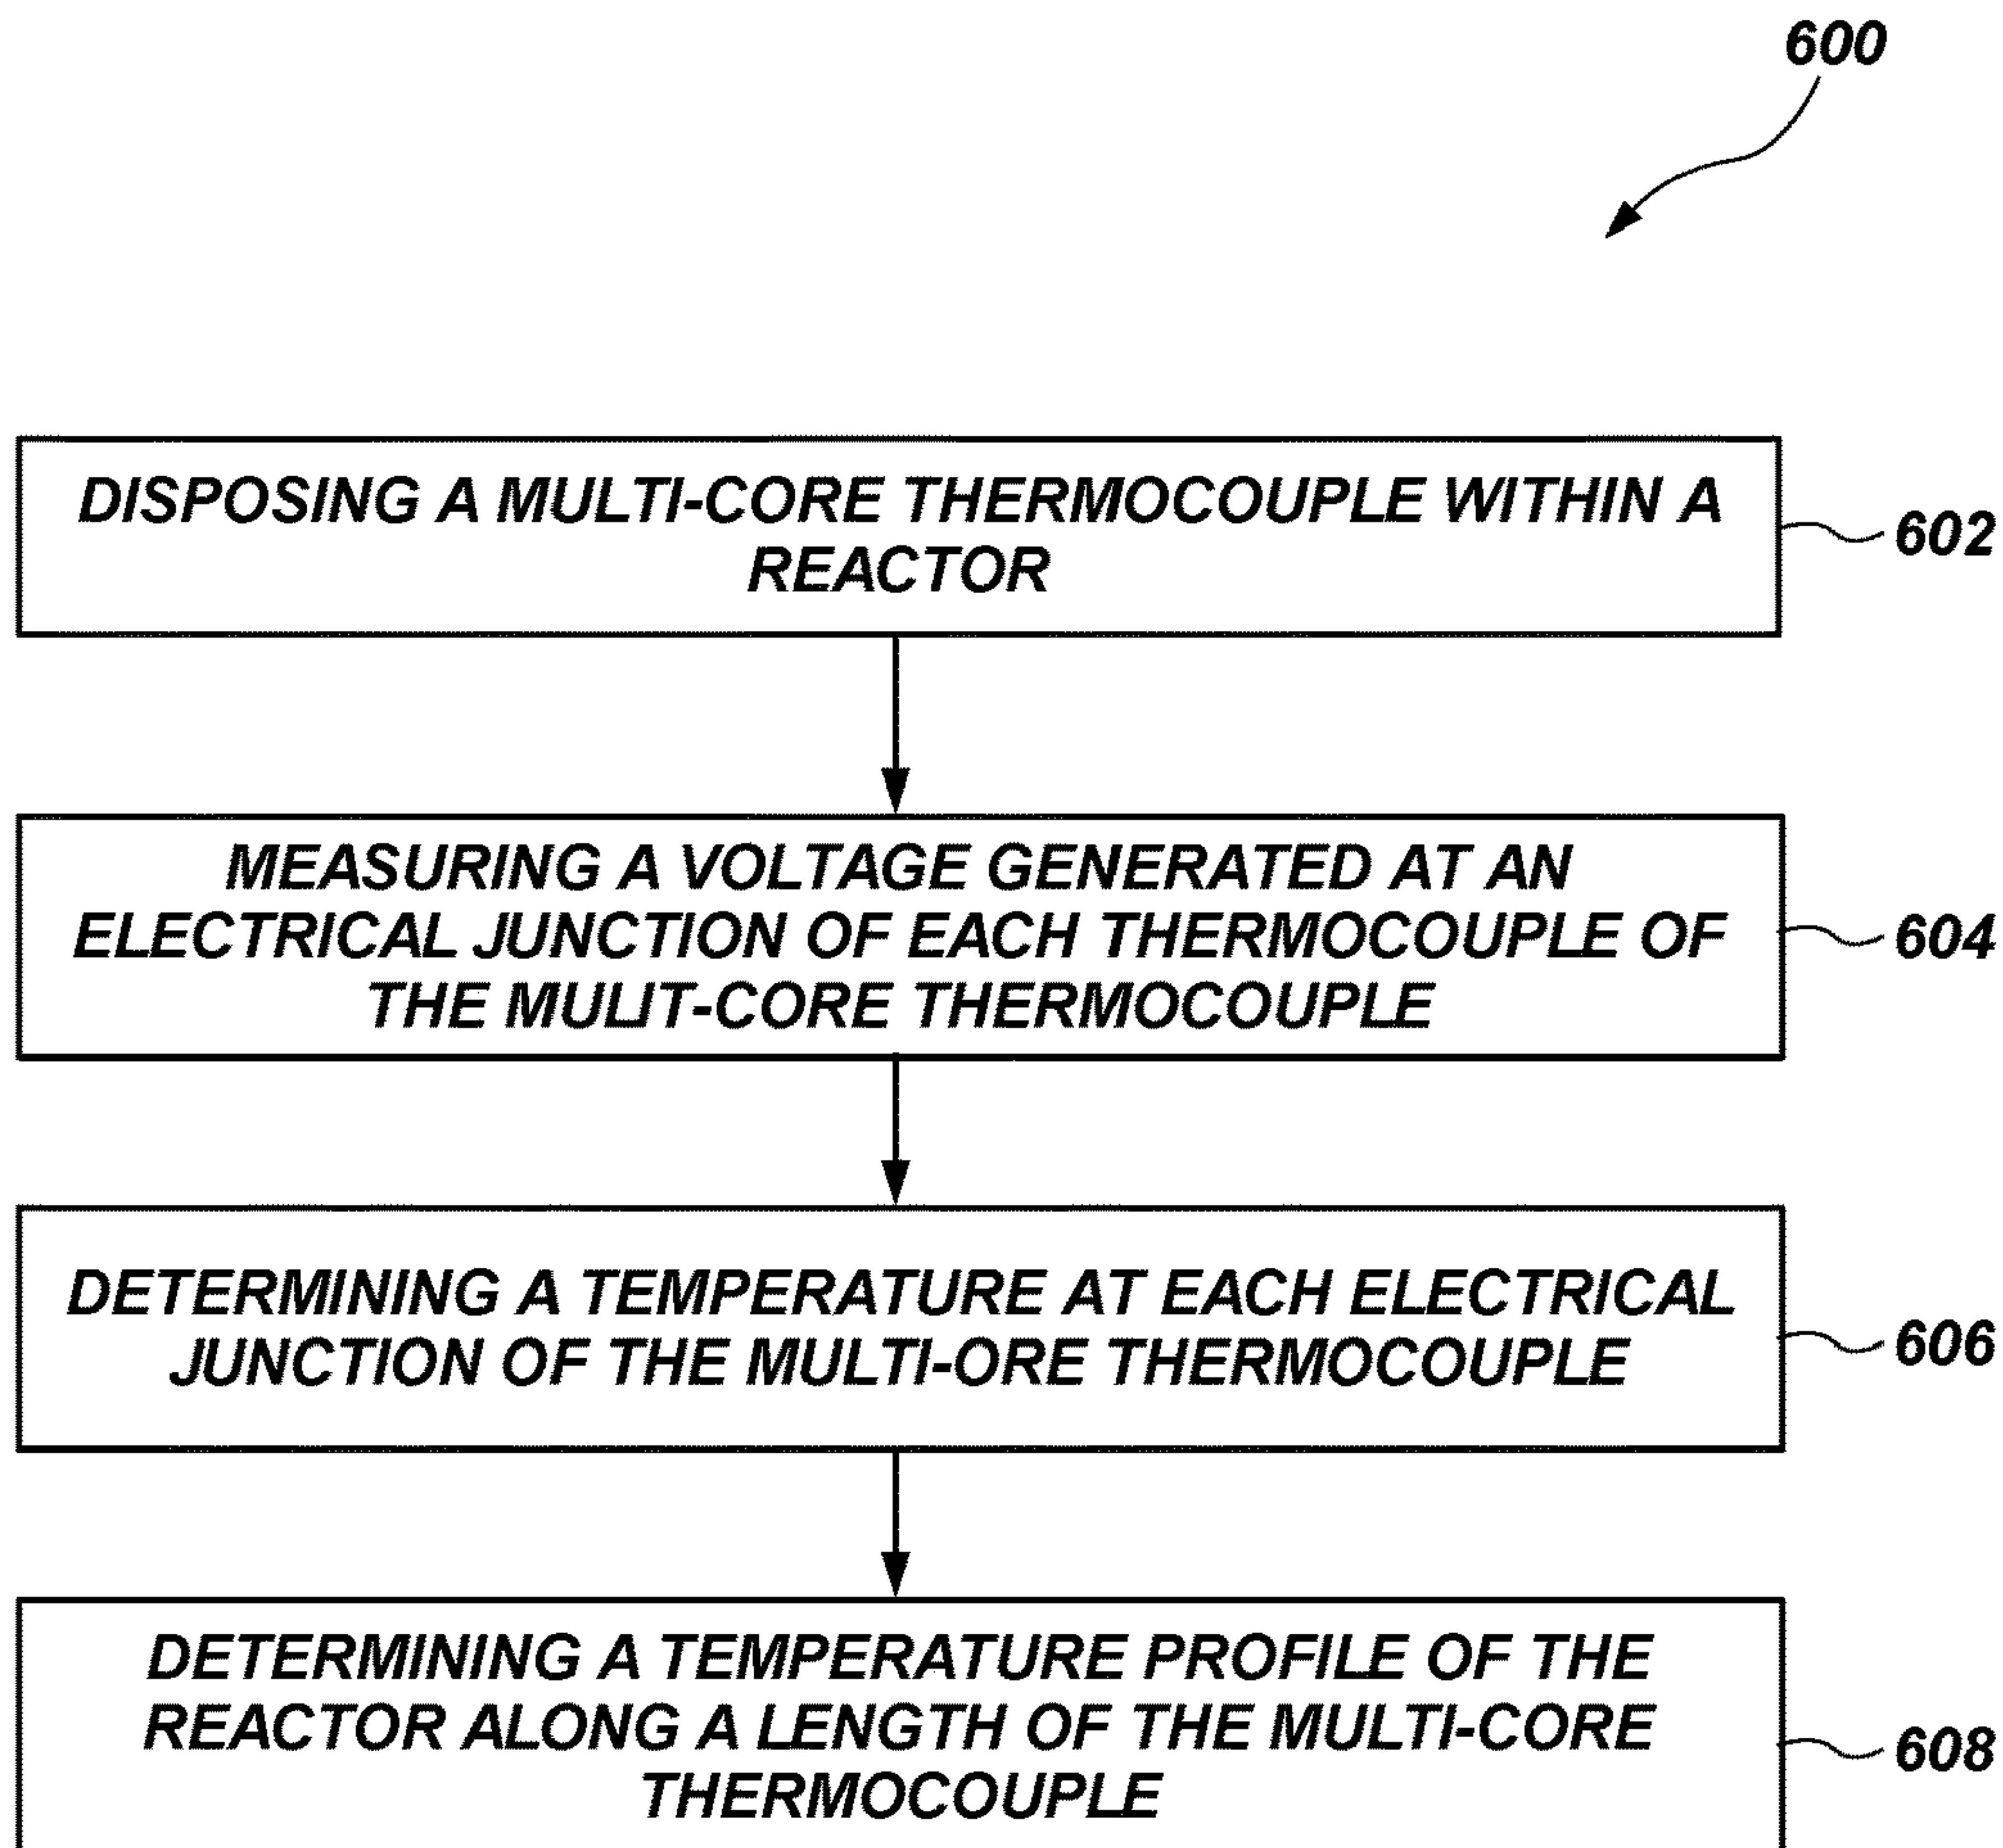 600
DISPOSING A MULTI-CORE THERMOCOUPLE WITHIN A
REACTOR
602
MEASURING A VOLTAGE GENERATED AT AN
ELECTRICAL JUNCTION OF EACH THERMOCOUPLE OF
THE MULIT-CORE THERMOCOUPLE
604
DETERMINING A TEMPERATURE AT EACH ELECTRICAL
JUNCTION OF THE MULTI-ORE THERMOCOUPLE
606
DETERMINING A TEMPERATURE PROFILE OF THE
REACTOR ALONG A LENGTH OF THE MULTI-CORE
THERMOCOUPLE
608